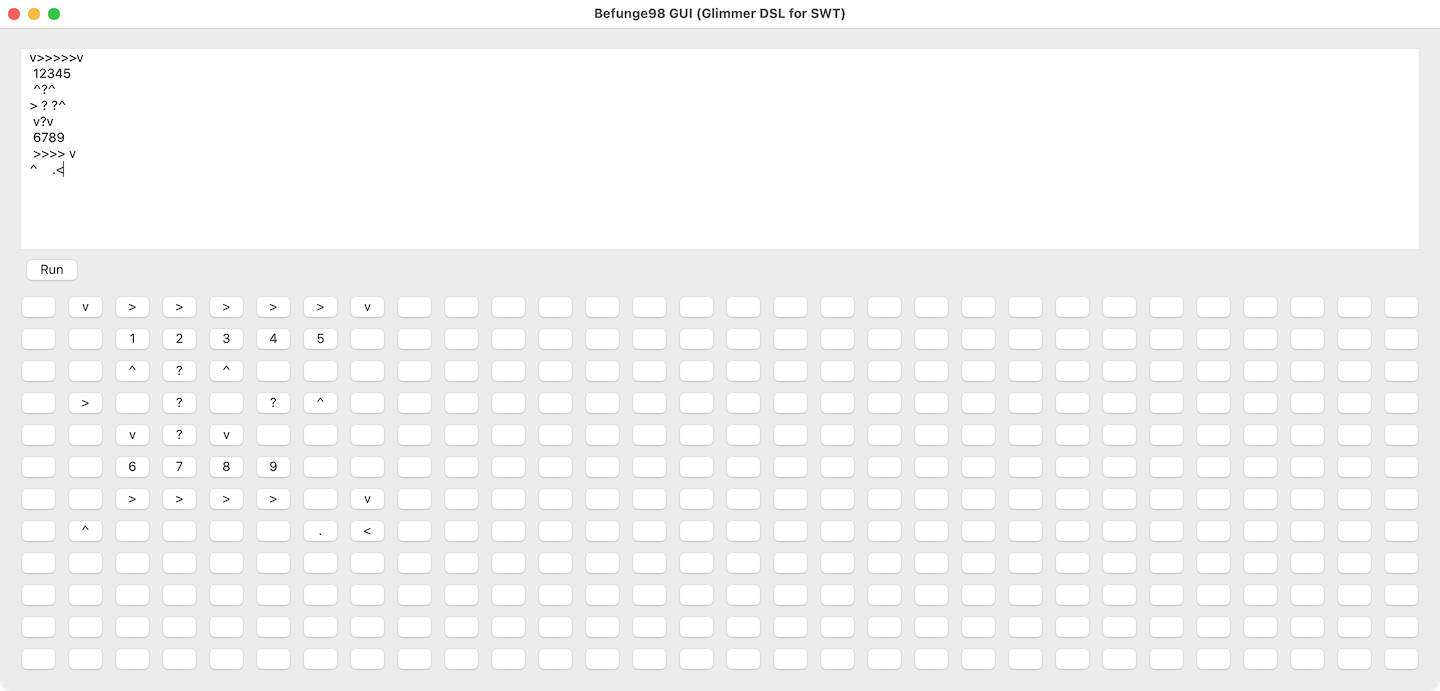 Befunge98 GUI (Glimmer DSL for SWT)
v>>>>>v
 12345
 ^?^
> ? ?^
 v?v
 6789
 >>>> v
^    .<
Run
v > > > > > v
1 2 3 4 5
^ ? ^
> ? ? ^
v ? v
6 7 8 9
> > > > v
^ . <